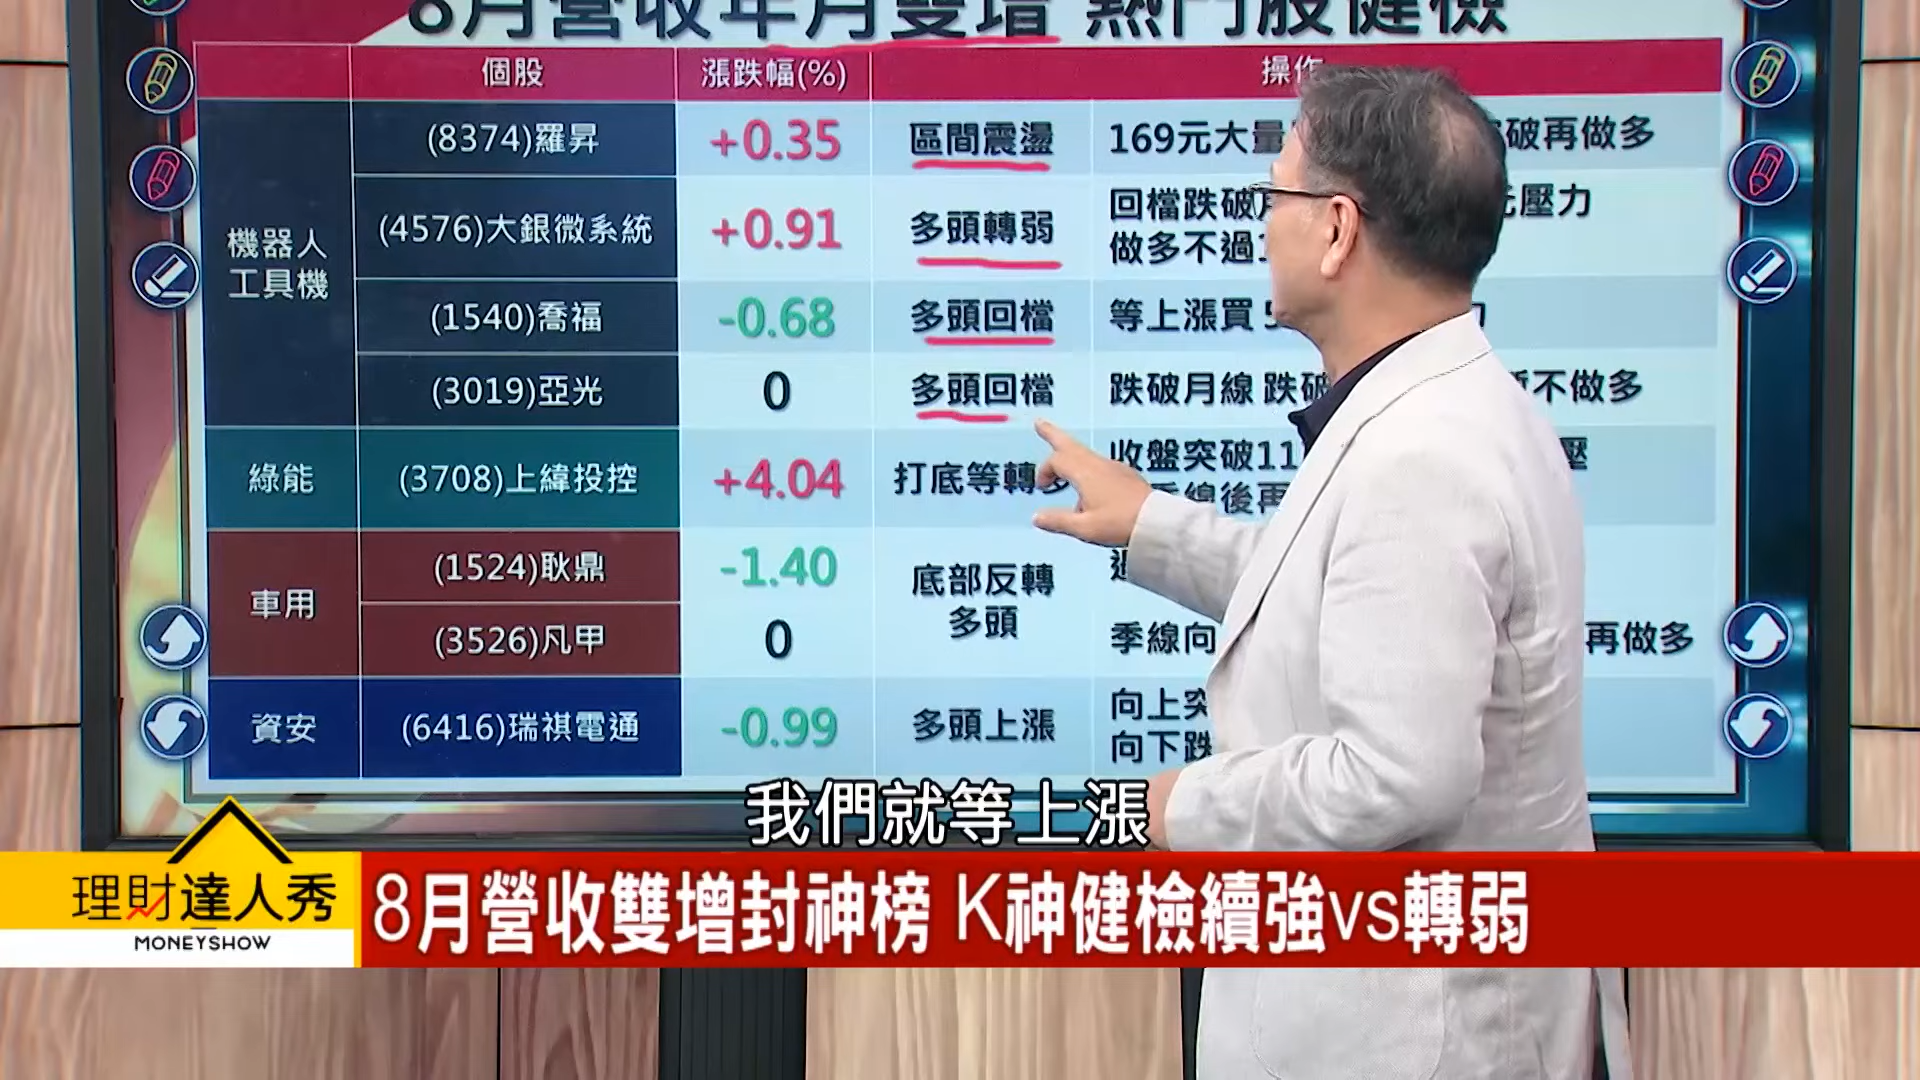 8月營收年月雙增 熱門股健檢
個股 漲跌幅(%) 操作
機器人
工具機
(8374)羅昇 +0.35 區間震盪 169元大量 突破再做多
(4576)大銀微系統 +0.91 多頭轉弱
回檔跌破 元壓力
做多不過
(1540)喬福 -0.68 多頭回檔 等上漲買
(3019)亞光 0 多頭回檔 跌破月線 跌破 暫不做多
綠能 (3708)上緯投控 +4.04 打底等轉多
收盤突破11
季線後再
車用
(1524)耿鼎 -1.40
底部反轉
多頭
(3526)凡甲 0 季線向 再做多
資安 (6416)瑞祺電通 -0.99 多頭上漲
向上突
向下跌
我們就等上漲
理財達人秀
MONEYSHOW
8月營收雙增封神榜 K神健檢續強vs轉弱